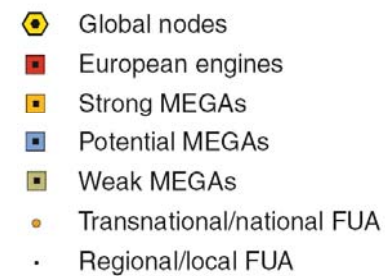 Global nodes
European engines
Strong MEGAs
Potential MEGAs
Weak MEGAs
Transnational/national FUA
Regional/local FUA